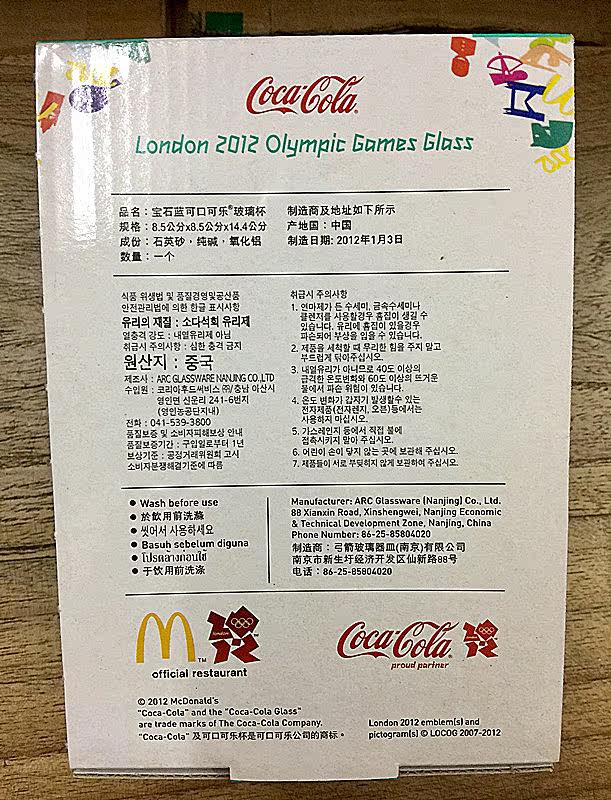 Coca-Cola
London 2012 Olympic Games Glass
品名：宝石蓝可口可乐®玻璃杯
规格：8.5公分x8.5公分x14.4公分
成份：石英砂，纯碱，氧化铝
数量：一个
制造商及地址如下所示
产地国：中国
制造日期: 2012年1月3日
식품 위생법 및 품질경영및공산품
안전관리법에 의한 한글 표시사항
유리의 재질 : 소다석회 유리제
열충격 강도 : 내열유리제 아님
취급시 주의사항 : 심한 충격 금지
원산지 : 중국
제조사 : ARC GLASSWARE NANJING CO.,LTD
수입원 : 코리아후드써비스 ㈜/충남 아산시
영인면 신운리 241-6번지
(영인농공단지내)
전화 : 041-539-3800
품질보증 및 소비자피해보상 안내
품질보증기간 : 구입일로부터 1년
보상기준 : 공정거래위원회 고시
소비자분쟁해결기준에 따름
취급시 주의사항
1. 연마제가 든 수세미, 금속수세미나
클렌저를 사용할경우 흠집이 생길 수
있습니다. 유리에 흠집이 있을경우
파손되어 부상을 입을 수 있습니다.
2. 제품을 세척할 때 무리한 힘을 주지 말고
부드럽게 닦아주십시오.
3. 내열유리가 아니므로 40도 이상의
급격한 온도변화와 60도 이상의 뜨거운
물에서 파손 위험이 있습니다.
4. 온도 변화가 갑자기 발생할수 있는
전자제품(전자렌지, 오븐)등에서는
사용하지 마십시오.
5. 가스레인지 등에서 직접 불에
접촉시키지 말아 주십시오.
6. 어린이 손이 닿지 않는 곳에 보관해 주십시오.
7. 제품들이 서로 부딪히지 않게 보관하여 주십시오.
● Wash before use
● 於飲用前洗滌
● 씻어서 사용하세요
● Basuh sebelum diguna
● โปรดล้างก่อนใช้
● 于饮用前洗涤
Manufacturer: ARC Glassware (Nanjing) Co., Ltd.
88 Xianxin Road, Xinshengwei, Nanjing Economic
& Technical Development Zone, Nanjing, China
Phone Number: 86-25-85804020
制造商：弓箭玻璃器皿(南京)有限公司
南京市新生圩经济开发区仙新路88号
电话：86-25-85804020
M™ london
official restaurant
Coca-Cola® london
proud partner
© 2012 McDonald's
"Coca-Cola" and the "Coca-Cola Glass"
are trade marks of The Coca-Cola Company.
"Coca-Cola" 及可口可乐杯是可口可乐公司的商标。
London 2012 emblem(s) and
pictogram(s) © LOCOG 2007-2012